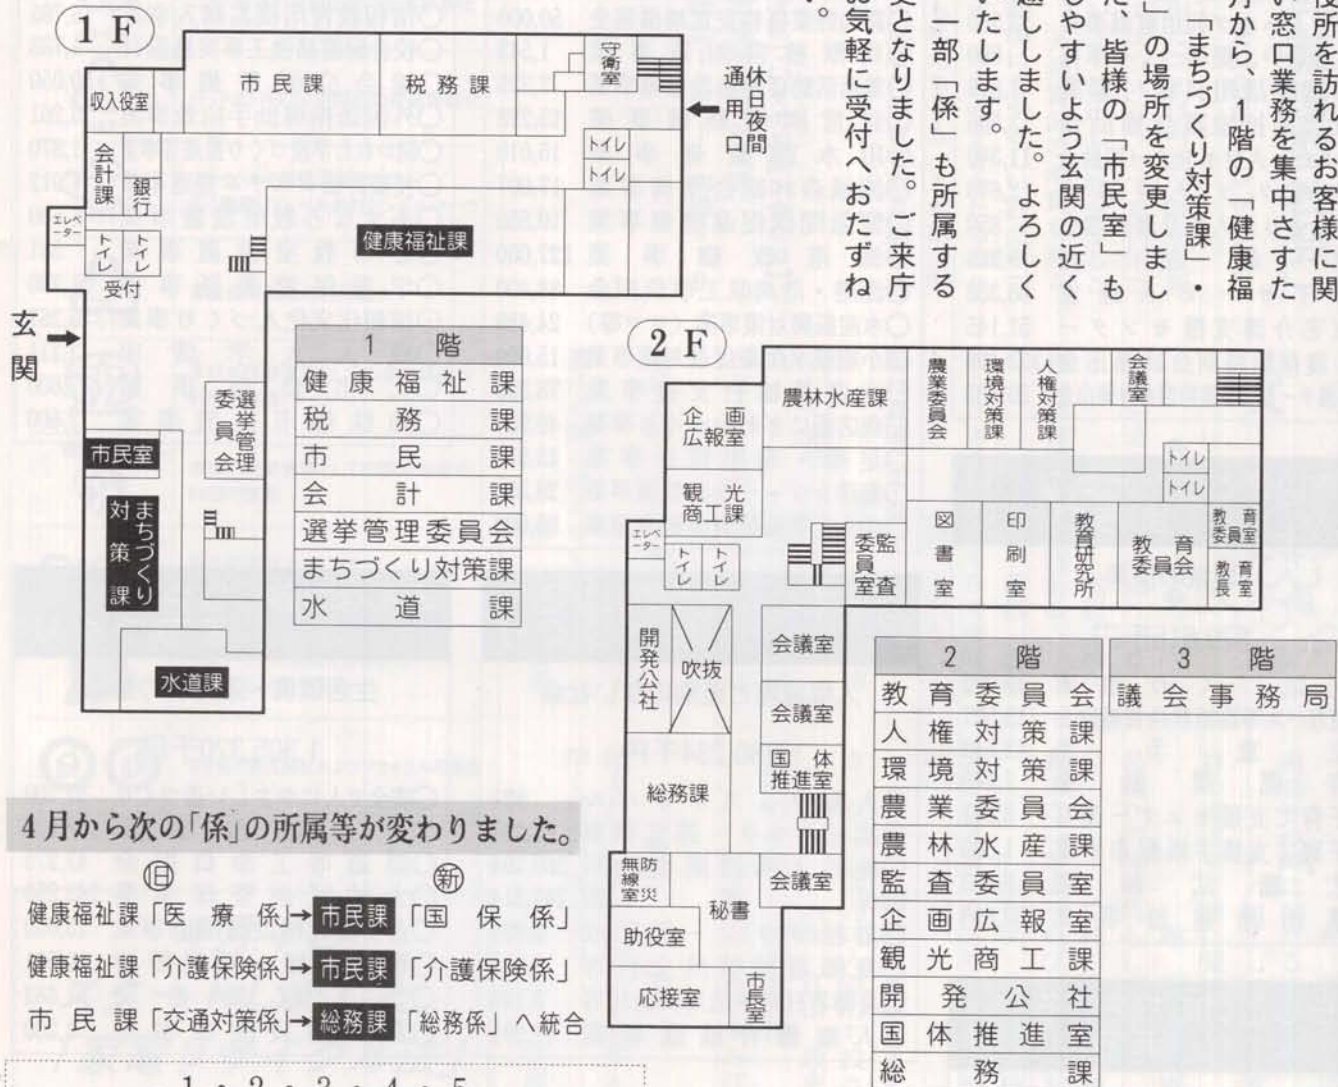 役所を訪れるお客様に関
い窓口業務を集中さすた
月から、1階の「健康福
「まちづくり対策課」・
」の場所を変更しまし
た、皆様の「市民室」も
しやすいよう玄関の近く
越ししました。よろしく
いたします。
一部「係」も所属する
更となりました。ご来庁
お気軽に受付へおたずね
。
1F
市民課
税務課
守衛室
休日夜間
通用口
収入役室
会計課
銀行
トイレ
トイレ
エレベーター
トイレ
トイレ
受付
健康福祉課
玄関
選挙管理委員会
市民室
まちづくり対策課
水道課
1階
健康福祉課
税務課
市民課
会計課
選挙管理委員会
まちづくり対策課
水道課
2F
農林水産課
農業委員会
環境対策課
人権対策課
会議室
企画広報室
観光商工課
トイレ
トイレ
エレベーター
トイレ
トイレ
監査委員室
図書室
印刷室
教育研究所
教育委員会
教育委員室
教育長室
開発公社
吹抜
会議室
会議室
国体推進室
総務課
防災無線室
会議室
秘書
助役室
応接室
市長室
2階
教育委員会
人権対策課
環境対策課
農業委員会
農林水産課
監査委員室
企画広報室
観光商工課
開発公社
国体推進室
総務課
3階
議会事務局
4月から次の「係」の所属等が変わりました。
旧 新
健康福祉課「医療係」→市民課「国保係」
健康福祉課「介護保険係」→市民課「介護保険係」
市民課「交通対策係」→総務課「総務係」へ統合
1・2・3・4・5